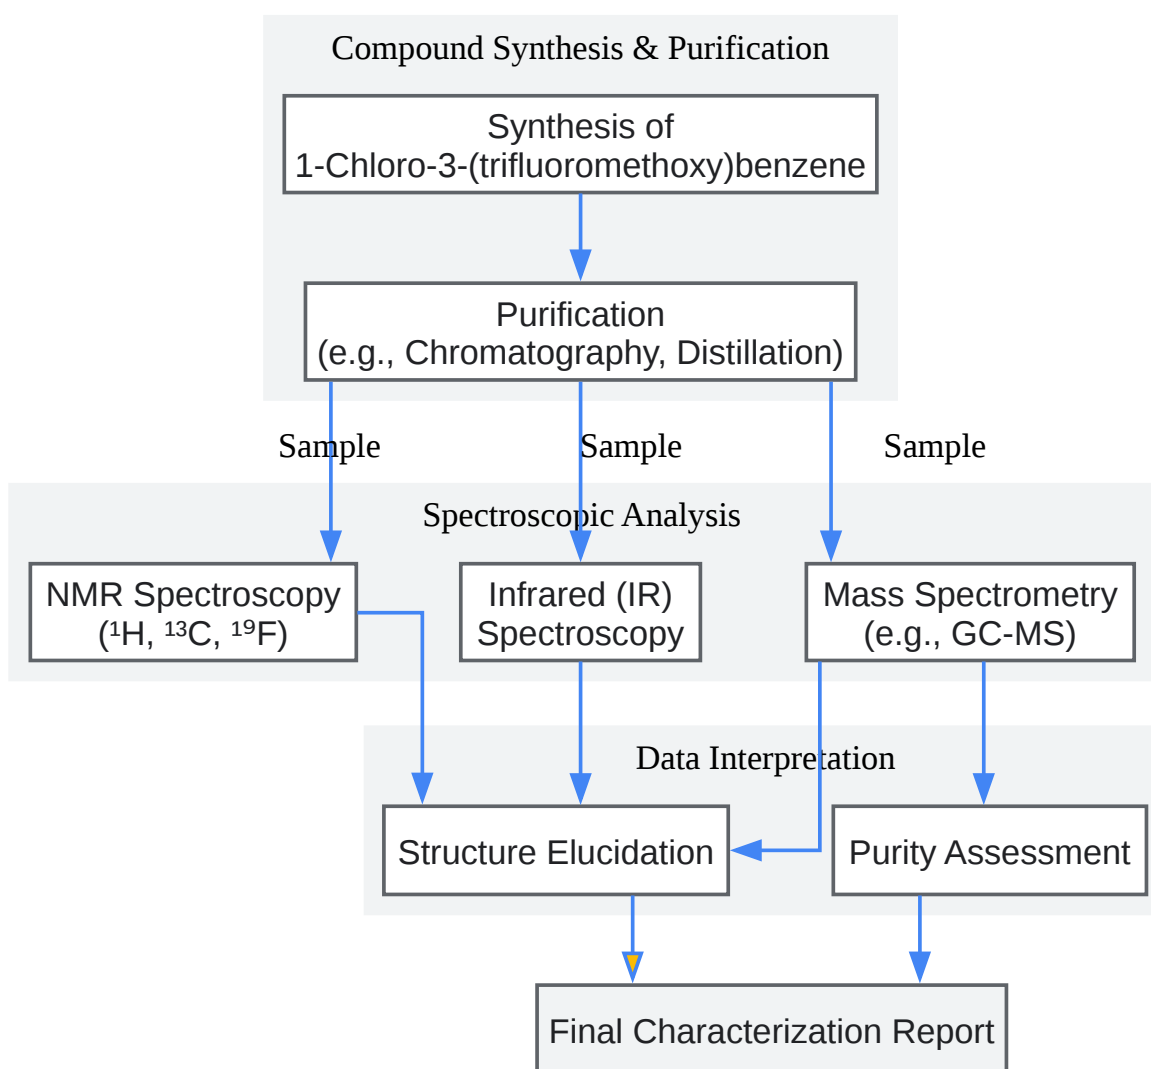 Compound Synthesis & Purification
Synthesis of
1-Chloro-3-(trifluoromethoxy)benzene
Purification
(e.g., Chromatography, Distillation)
Sample
Sample
Sample
Spectroscopic Analysis
NMR Spectroscopy
(¹H, ¹³C, ¹⁹F)
Infrared (IR)
Spectroscopy
Mass Spectrometry
(e.g., GC-MS)
Data Interpretation
Structure Elucidation
Purity Assessment
Final Characterization Report